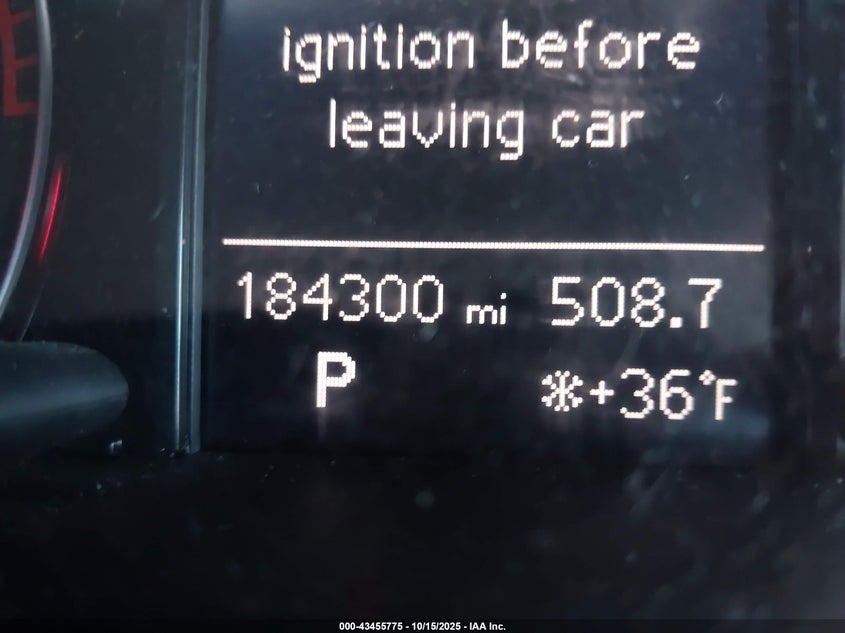 ignition before
leaving car
184300 mi 508.7
P *+36°F
000-43455775 - 10/15/2025 - IAA Inc.